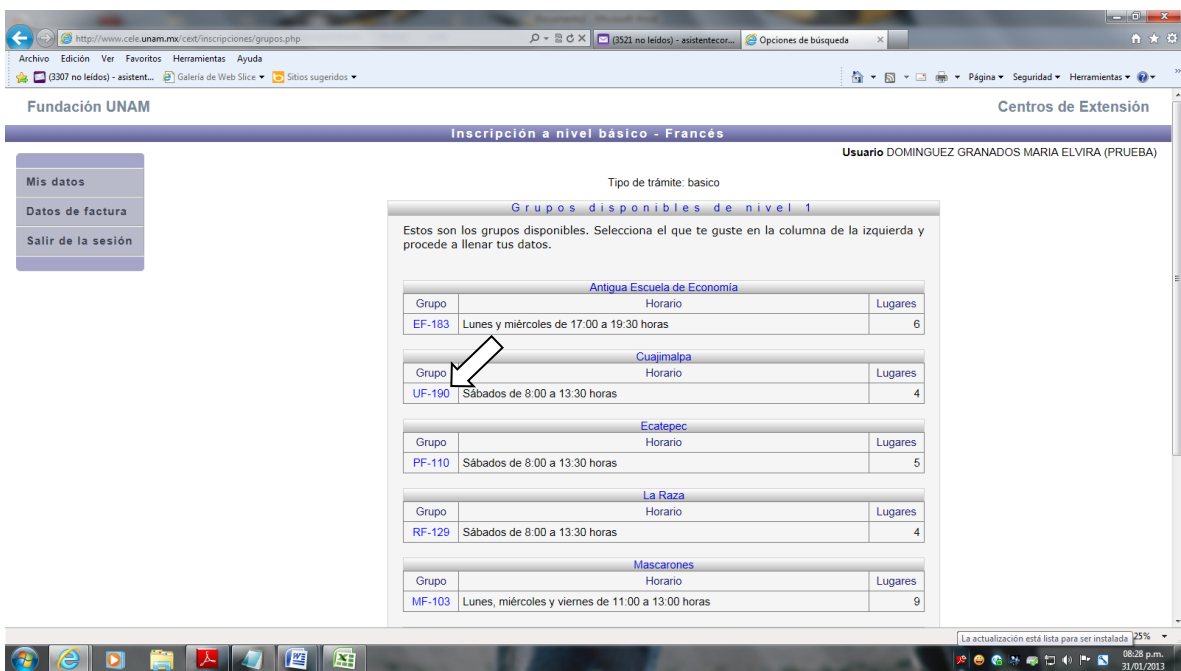 http://www.cele.unam.mx/cext/inscripciones/grupos.php
(3521 no leídos) - asistentecor...
Opciones de búsqueda
Archivo Edición Ver Favoritos Herramientas Ayuda
(3307 no leídos) - asistent... Galería de Web Slice Sitios sugeridos
Página Seguridad Herramientas
Fundación UNAM
Centros de Extensión
Inscripción a nivel básico - Francés
Usuario DOMINGUEZ GRANADOS MARIA ELVIRA (PRUEBA)
Mis datos
Datos de factura
Salir de la sesión
Tipo de trámite: basico
Grupos disponibles de nivel 1
Estos son los grupos disponibles. Selecciona el que te guste en la columna de la izquierda y
procede a llenar tus datos.
Antigua Escuela de Economía
Grupo Horario Lugares
EF-183 Lunes y miércoles de 17:00 a 19:30 horas 6
Cuajimalpa
Grupo Horario Lugares
UF-190 Sábados de 8:00 a 13:30 horas 4
Ecatepec
Grupo Horario Lugares
PF-110 Sábados de 8:00 a 13:30 horas 5
La Raza
Grupo Horario Lugares
RF-129 Sábados de 8:00 a 13:30 horas 4
Mascarones
Grupo Horario Lugares
MF-103 Lunes, miércoles y viernes de 11:00 a 13:00 horas 9
La actualización está lista para ser instalada 25%
08:28 p.m.
31/01/2013